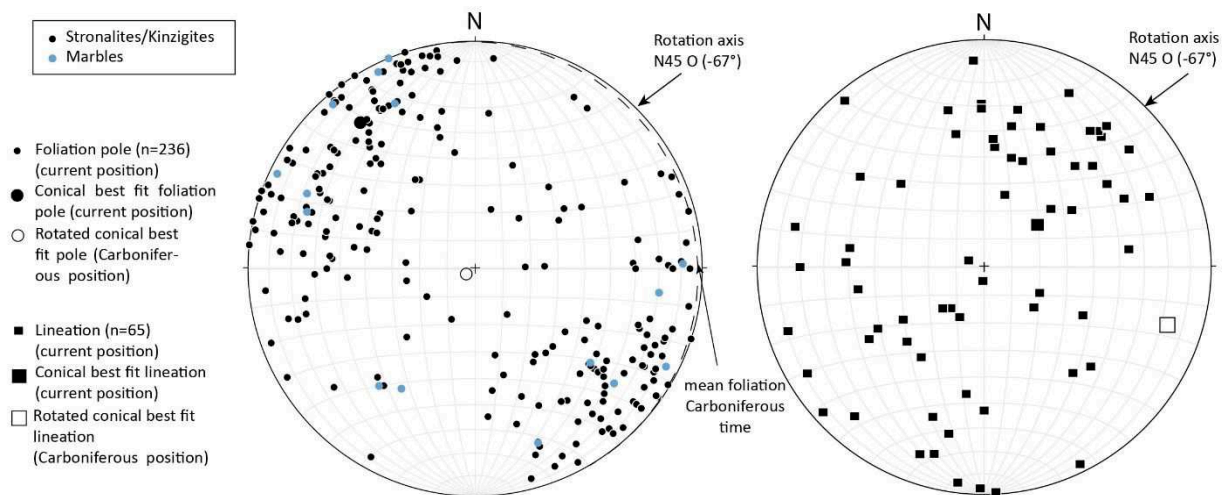 Stronalites/Kinzigites
Marbles
Foliation pole (n=236)
(current position)
Conical best fit foliation
pole (current position)
Rotated conical best
fit pole (Carbonifer-
ous position)
Lineation (n=65)
(current position)
Conical best fit lineation
(current position)
Rotated conical best fit
lineation
(Carboniferous position)
N
Rotation axis
N45 O (-67°)
mean foliation
Carboniferous
time
N
Rotation axis
N45 O (-67°)